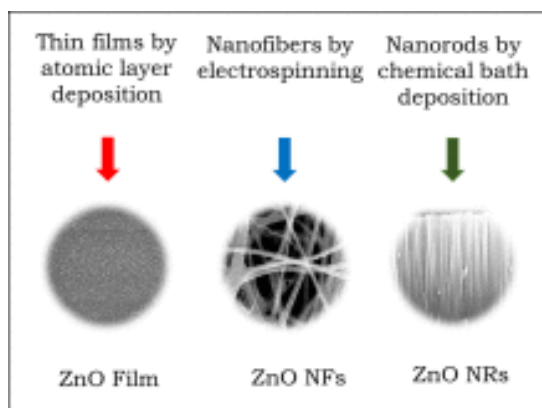 Thin films by
atomic layer
deposition
Nanofibers by
electrospinning
Nanorods by
chemical bath
deposition
ZnO Film
ZnO NFs
ZnO NRs